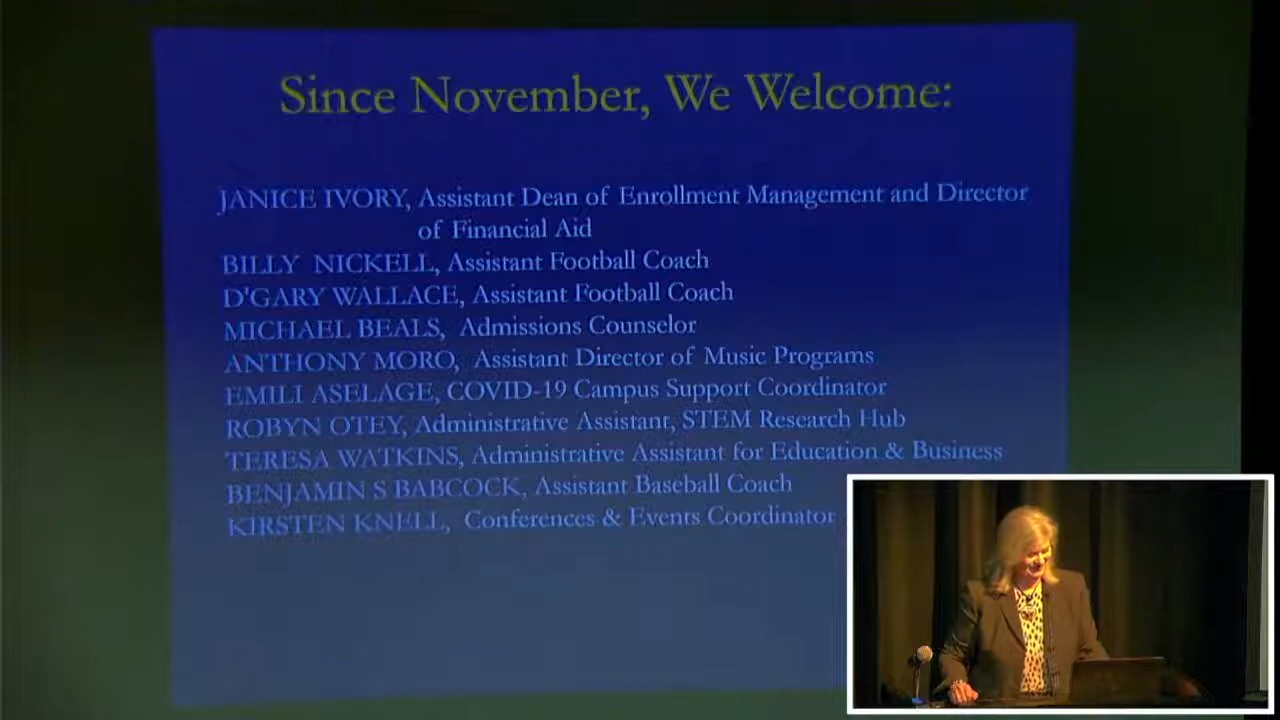 Since November, We Welcome:
JANICE IVORY, Assistant Dean of Enrollment Management and Director
of Financial Aid
BILLY NICKELL, Assistant Football Coach
D'GARY WALLACE, Assistant Football Coach
MICHAEL BEALS, Admissions Counselor
ANTHONY MORO, Assistant Director of Music Programs
EMILI ASELAGE, COVID-19 Campus Support Coordinator
ROBYN OTEY, Administrative Assistant, STEM Research Hub
TERESA WATKINS, Administrative Assistant for Education & Business
BENJAMIN S BABCOCK, Assistant Baseball Coach
KIRSTEN KNELL, Conferences & Events Coordinator